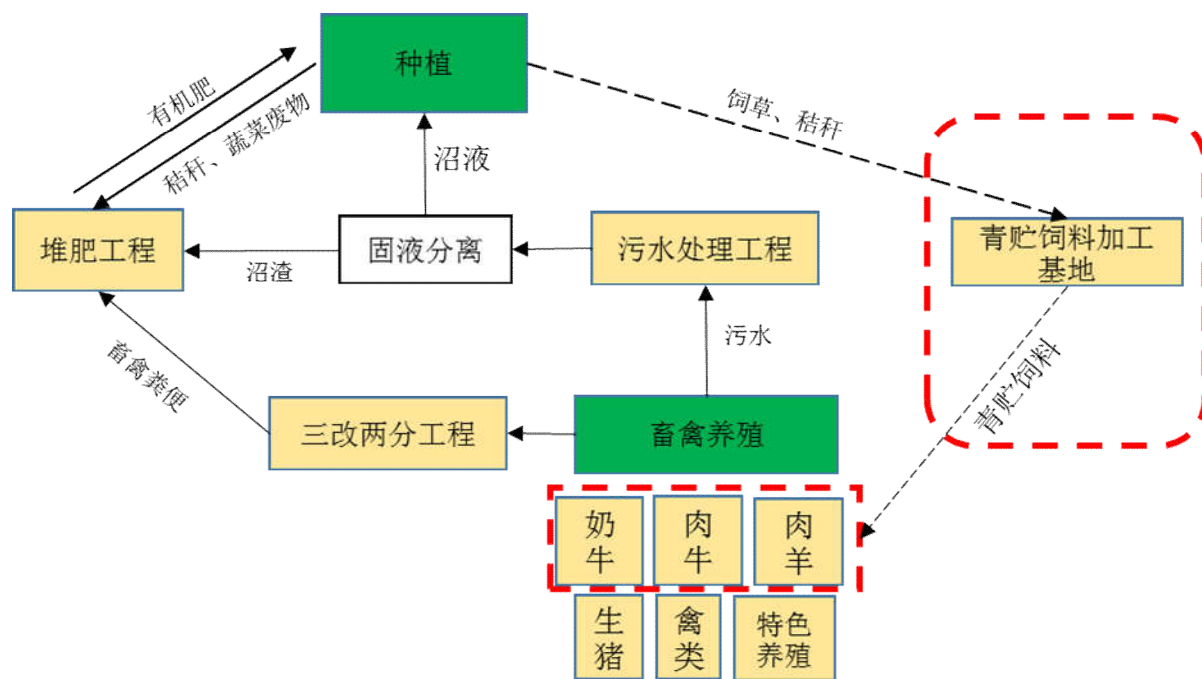 种植
有机肥
秸秆、蔬菜废物
饲草、秸秆
沼液
堆肥工程
沼渣
固液分离
污水处理工程
青贮饲料加工
基地
污水
畜禽粪便
青贮饲料
三改两分工程
畜禽养殖
奶
牛
肉
牛
肉
羊
生
猪
禽
类
特色
养殖